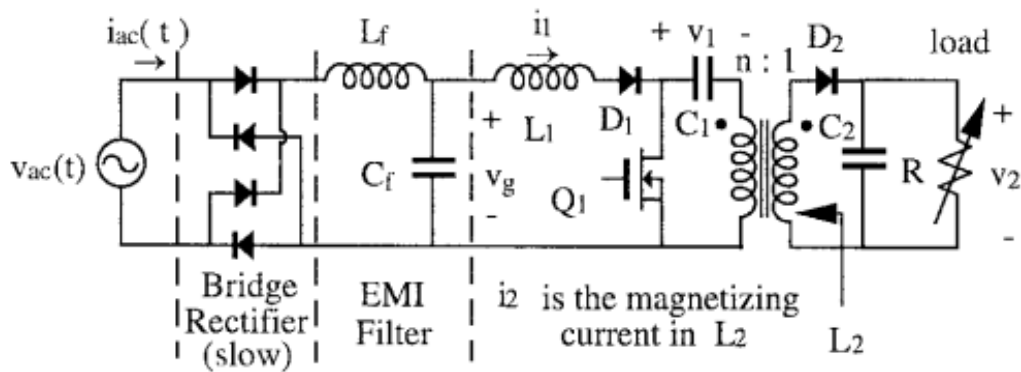 iac(t)
Lf
i1
+ v1 -
n : 1
D2
load
vac(t)
Cf
+
vg
-
L1
D1
Q1
C1
C2
R
+
v2
-
Bridge
Rectifier
(slow)
EMI
Filter
i2 is the magnetizing
current in L2
L2